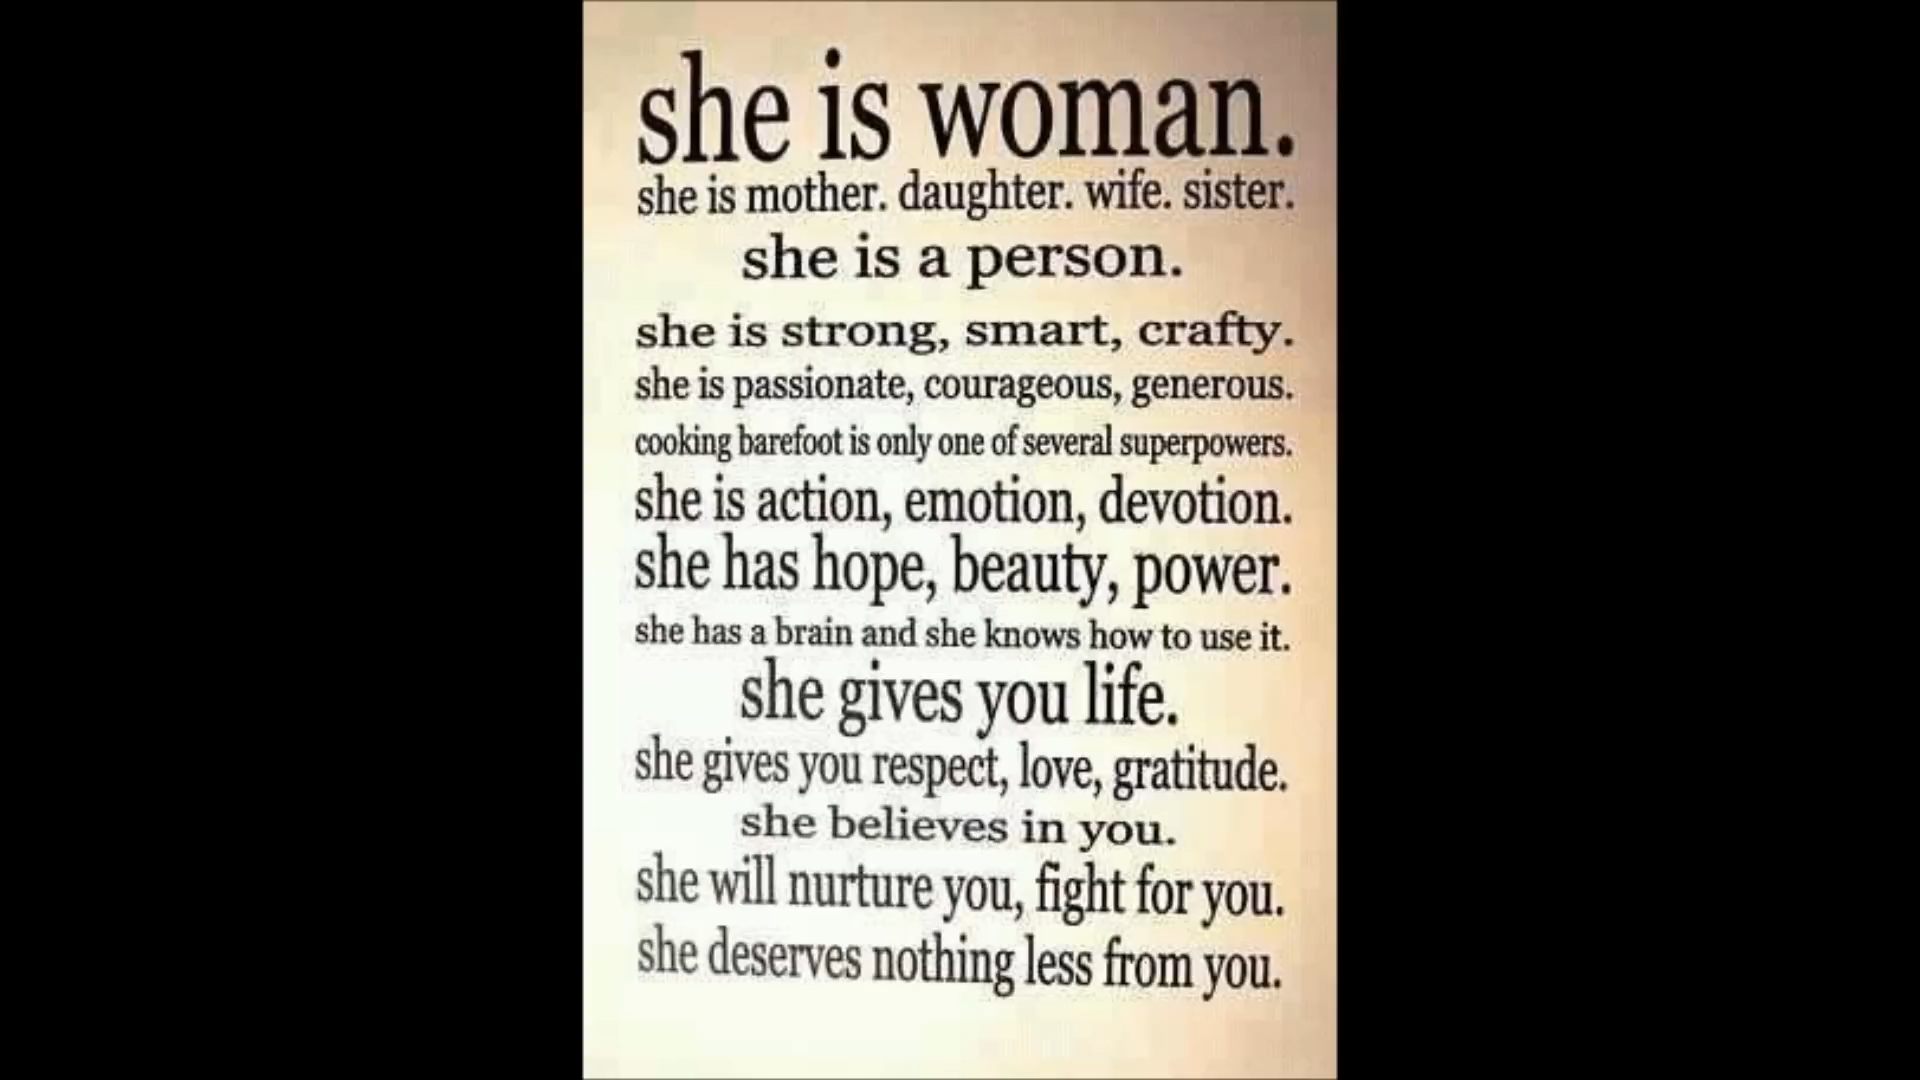 she is woman.
she is mother. daughter. wife. sister.
she is a person.
she is strong, smart, crafty.
she is passionate, courageous, generous.
cooking barefoot is only one of several superpowers.
she is action, emotion, devotion.
she has hope, beauty, power.
she has a brain and she knows how to use it.
she gives you life.
she gives you respect, love, gratitude.
she believes in you.
she will nurture you, fight for you.
she deserves nothing less from you.